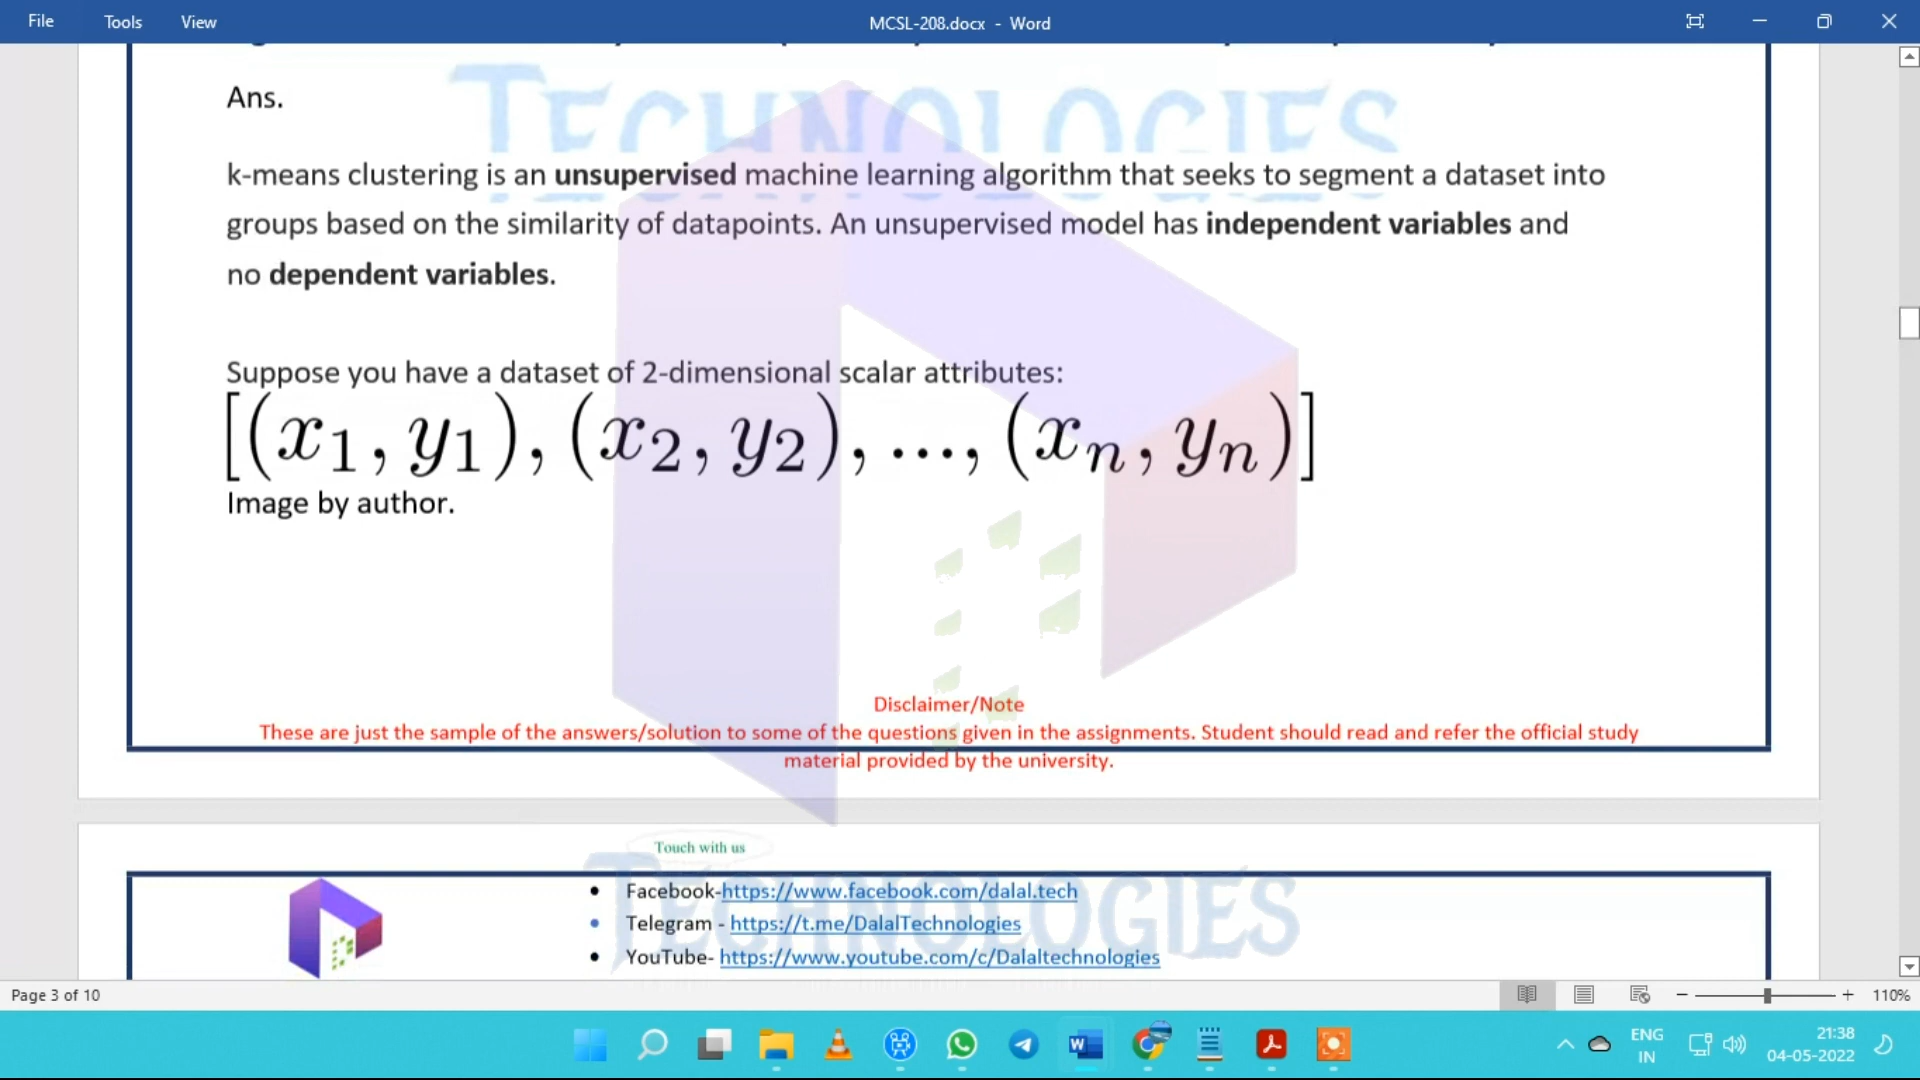 File Tools View MCSL-208.docx - Word
TECHNOLOGIES
Ans.
k-means clustering is an unsupervised machine learning algorithm that seeks to segment a dataset into
groups based on the similarity of datapoints. An unsupervised model has independent variables and
no dependent variables.
Suppose you have a dataset of 2-dimensional scalar attributes:
[(x₁, y₁), (x₂, y₂), ..., (xₙ, yₙ)]
Image by author.
Disclaimer/Note
These are just the sample of the answers/solution to some of the questions given in the assignments. Student should read and refer the official study
material provided by the university.
Touch with us
TECHNOLOGIES
• Facebook-https://www.facebook.com/dalal.tech
• Telegram - https://t.me/DalalTechnologies
• YouTube- https://www.youtube.com/c/Dalaltechnologies
Page 3 of 10
110%
ENG
IN
21:38
04-05-2022